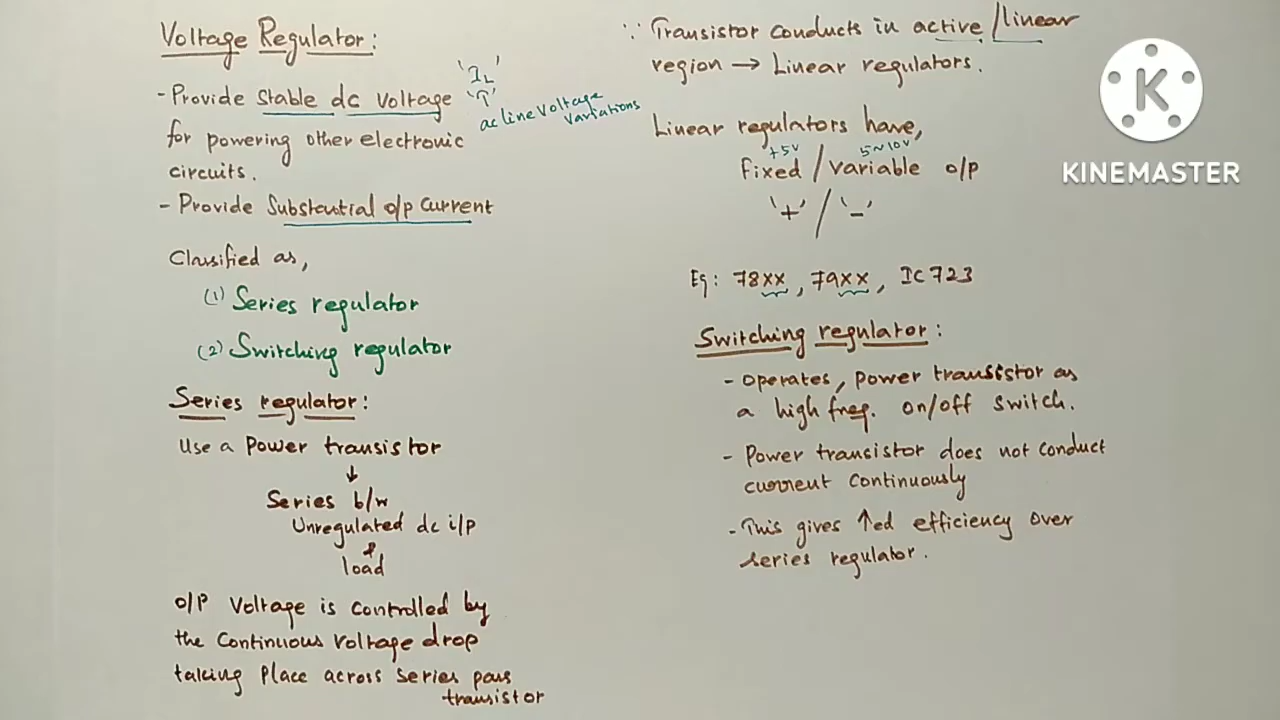 Voltage Regulator:
- Provide stable dc voltage
'IL'
'T'
ac line voltage
variations
for powering other electronic
circuits.
- Provide Substantial o/p current
Classified as,
(1) Series regulator
(2) Switching regulator
Series regulator:
Use a Power transistor
↓
Series b/w
Unregulated dc i/p
&
load
O/P Voltage is controlled by
the continuous voltage drop
taking place across series pass
transistor
∵ Transistor conducts in active/linear
region → Linear regulators.
Linear regulators have,
+5V 5~10V
fixed / variable o/p
'+' / '-'
Eg: 78XX, 79XX, IC 723
Switching regulator:
- Operates, power transistor as
a high freq. on/off switch.
- Power transistor does not conduct
current continuously
- This gives ↑ed efficiency over
series regulator.
K
KINEMASTER